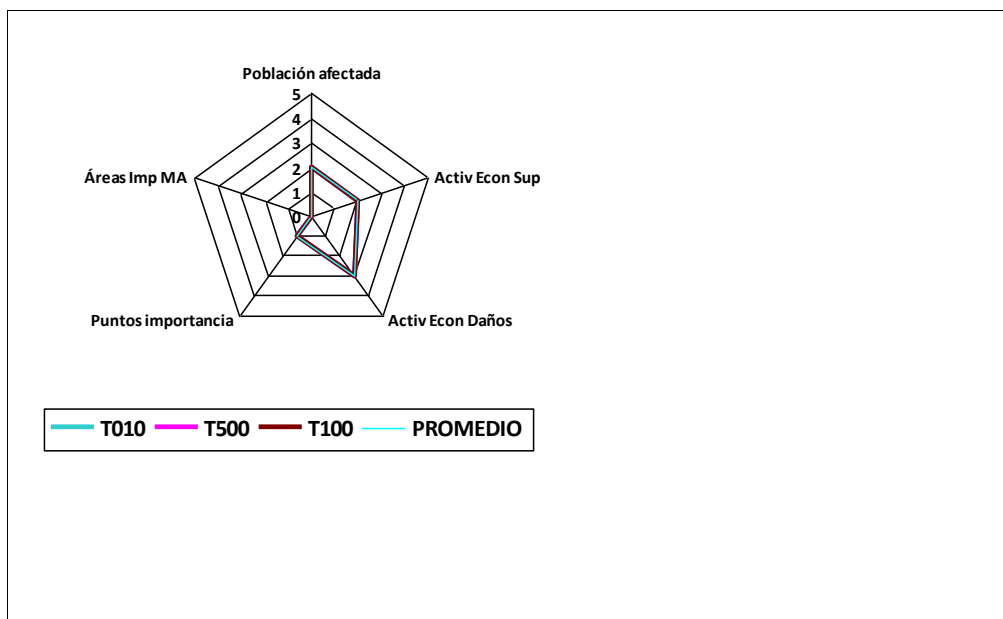 Población afectada
5
4
3
2
1
0
Áreas Imp MA
Activ Econ Sup
Puntos importancia
Activ Econ Daños
T010 T500 T100 PROMEDIO